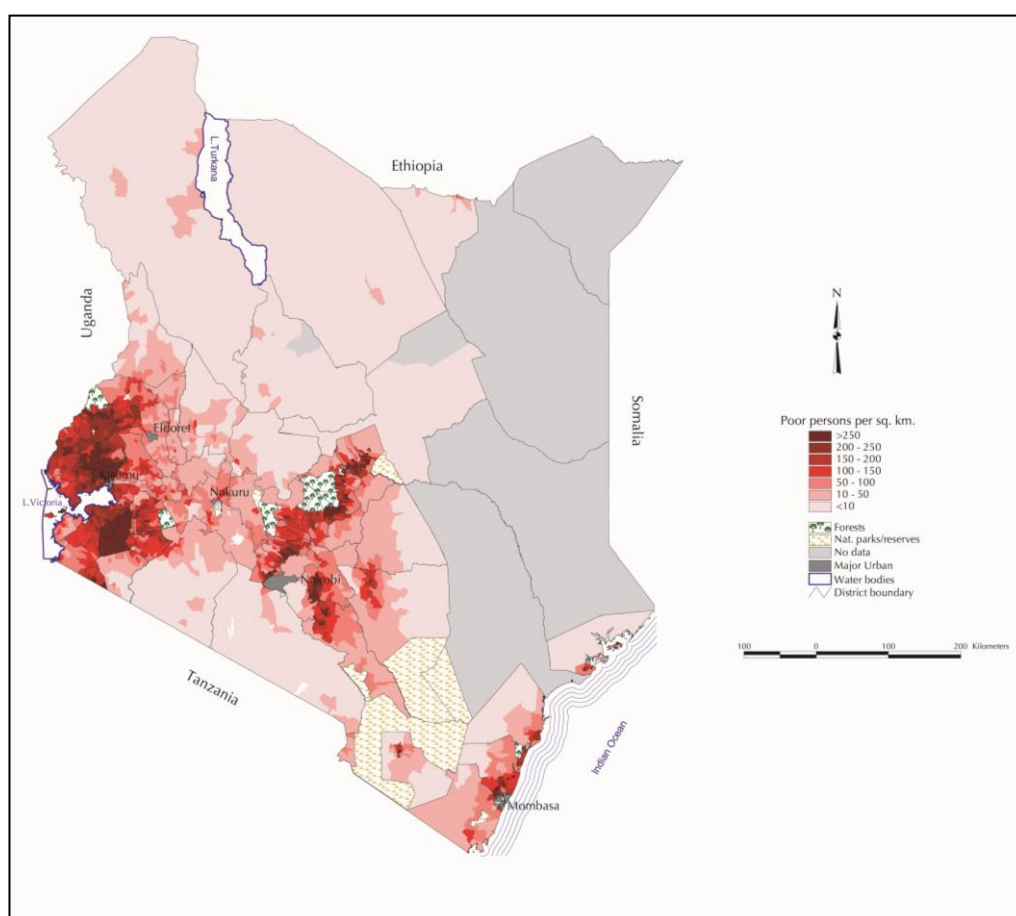 L.Turkana
Ethiopia
Uganda
N
Somalia
Eldoret
Kisumu
L.Victoria
Nakuru
Nairobi
Tanzania
Indian Ocean
Mombasa
Poor persons per sq. km.
>250
200 - 250
150 - 200
100 - 150
50 - 100
10 - 50
<10
Forests
Nat. parks/reserves
No data
Major Urban
Water bodies
District boundary
100 0 100 200 Kilometers